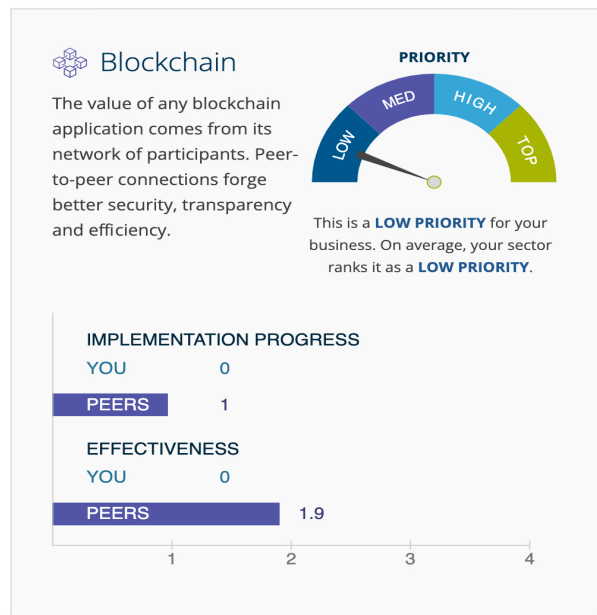 Blockchain
The value of any blockchain
application comes from its
network of participants. Peer-
to-peer connections forge
better security, transparency
and efficiency.
PRIORITY
LOW
MED
HIGH
TOP
This is a LOW PRIORITY for your
business. On average, your sector
ranks it as a LOW PRIORITY.
IMPLEMENTATION PROGRESS
YOU 0
PEERS 1
EFFECTIVENESS
YOU 0
PEERS 1.9
1 2 3 4